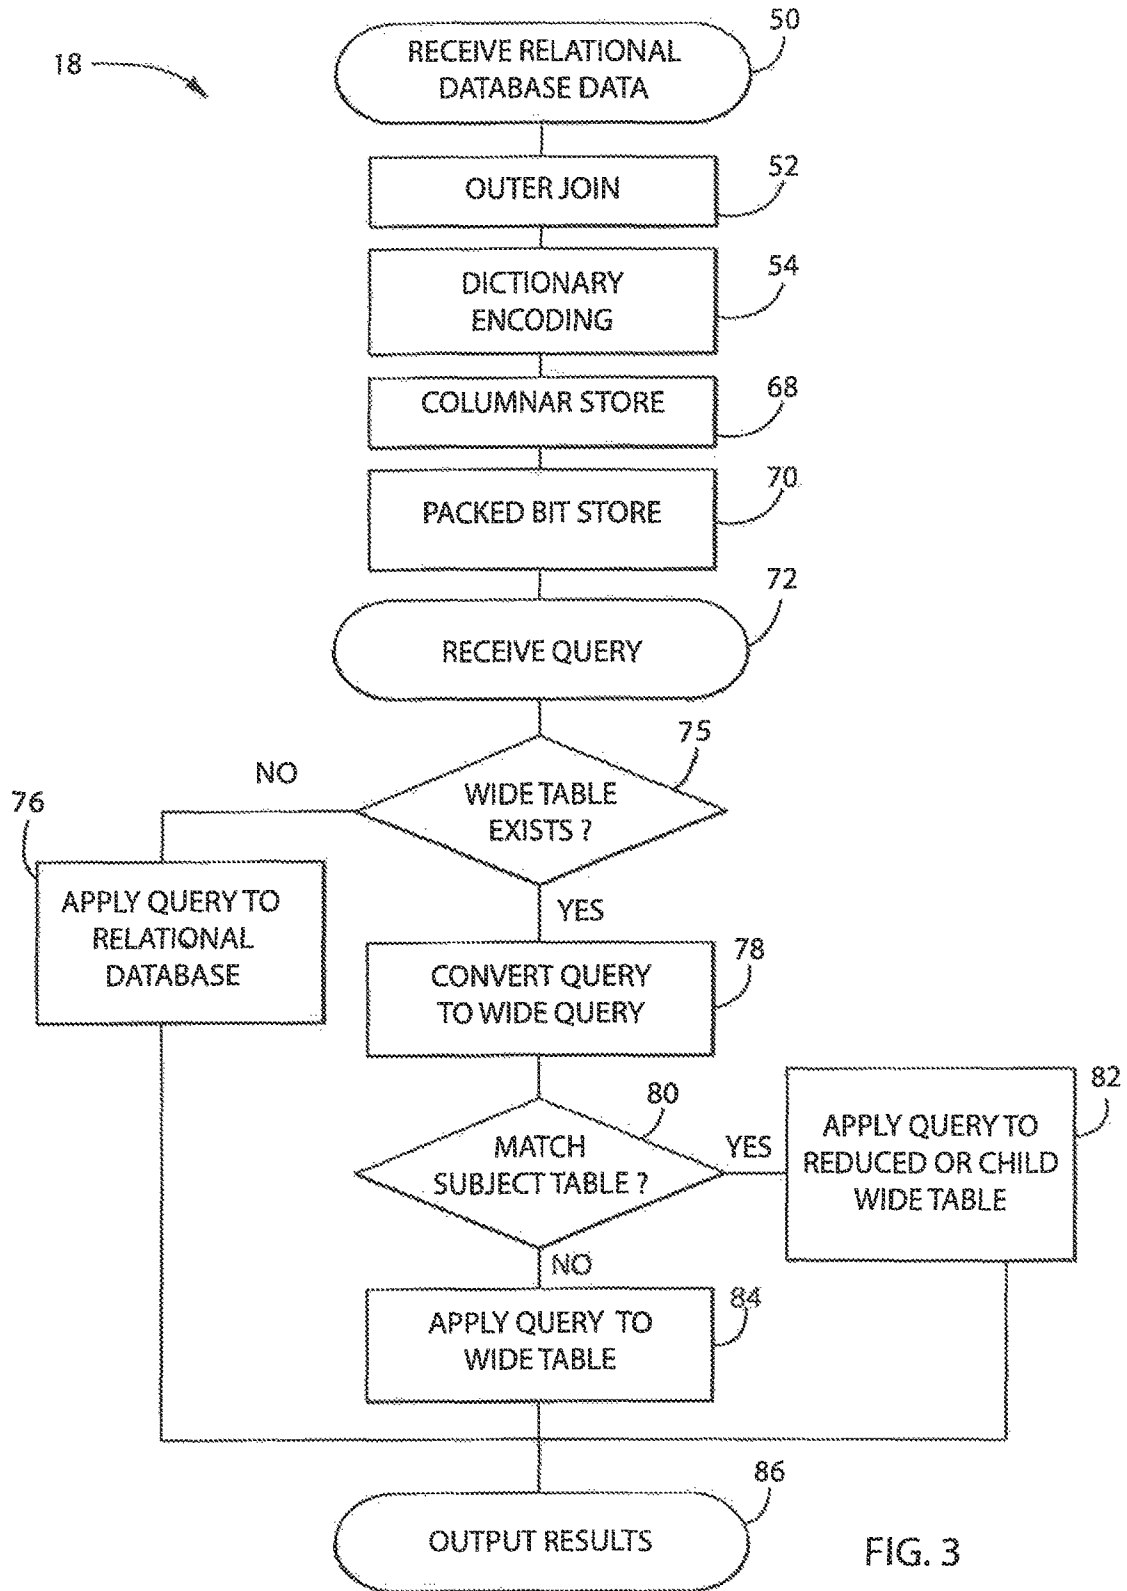 50
RECEIVE RELATIONAL
DATABASE DATA
18
52
OUTER JOIN
54
DICTIONARY
ENCODING
68
COLUMNAR STORE
70
PACKED BIT STORE
72
RECEIVE QUERY
75
NO
WIDE TABLE
EXISTS ?
76
APPLY QUERY TO
RELATIONAL
DATABASE
YES
78
CONVERT QUERY
TO WIDE QUERY
80
82
MATCH
SUBJECT TABLE ?
YES
APPLY QUERY TO
REDUCED OR CHILD
WIDE TABLE
NO
84
APPLY QUERY TO
WIDE TABLE
86
OUTPUT RESULTS
FIG. 3